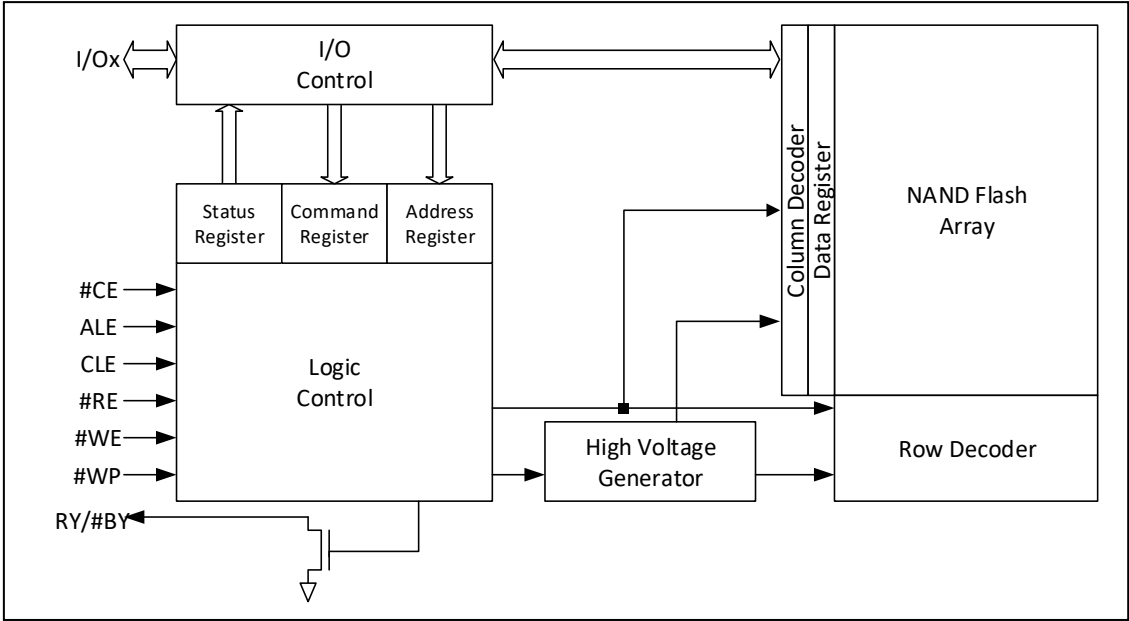 I/Ox
I/O
Control
Status
Register
Command
Register
Address
Register
#CE
ALE
CLE
#RE
#WE
#WP
RY/#BY
Logic
Control
High Voltage
Generator
Column Decoder
Data Register
NAND Flash
Array
Row Decoder